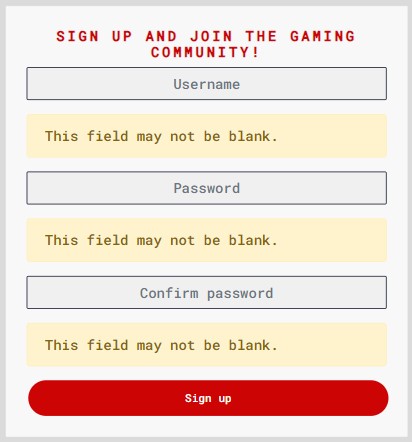 SIGN UP AND JOIN THE GAMING
COMMUNITY!
Username
This field may not be blank.
Password
This field may not be blank.
Confirm password
This field may not be blank.
Sign up